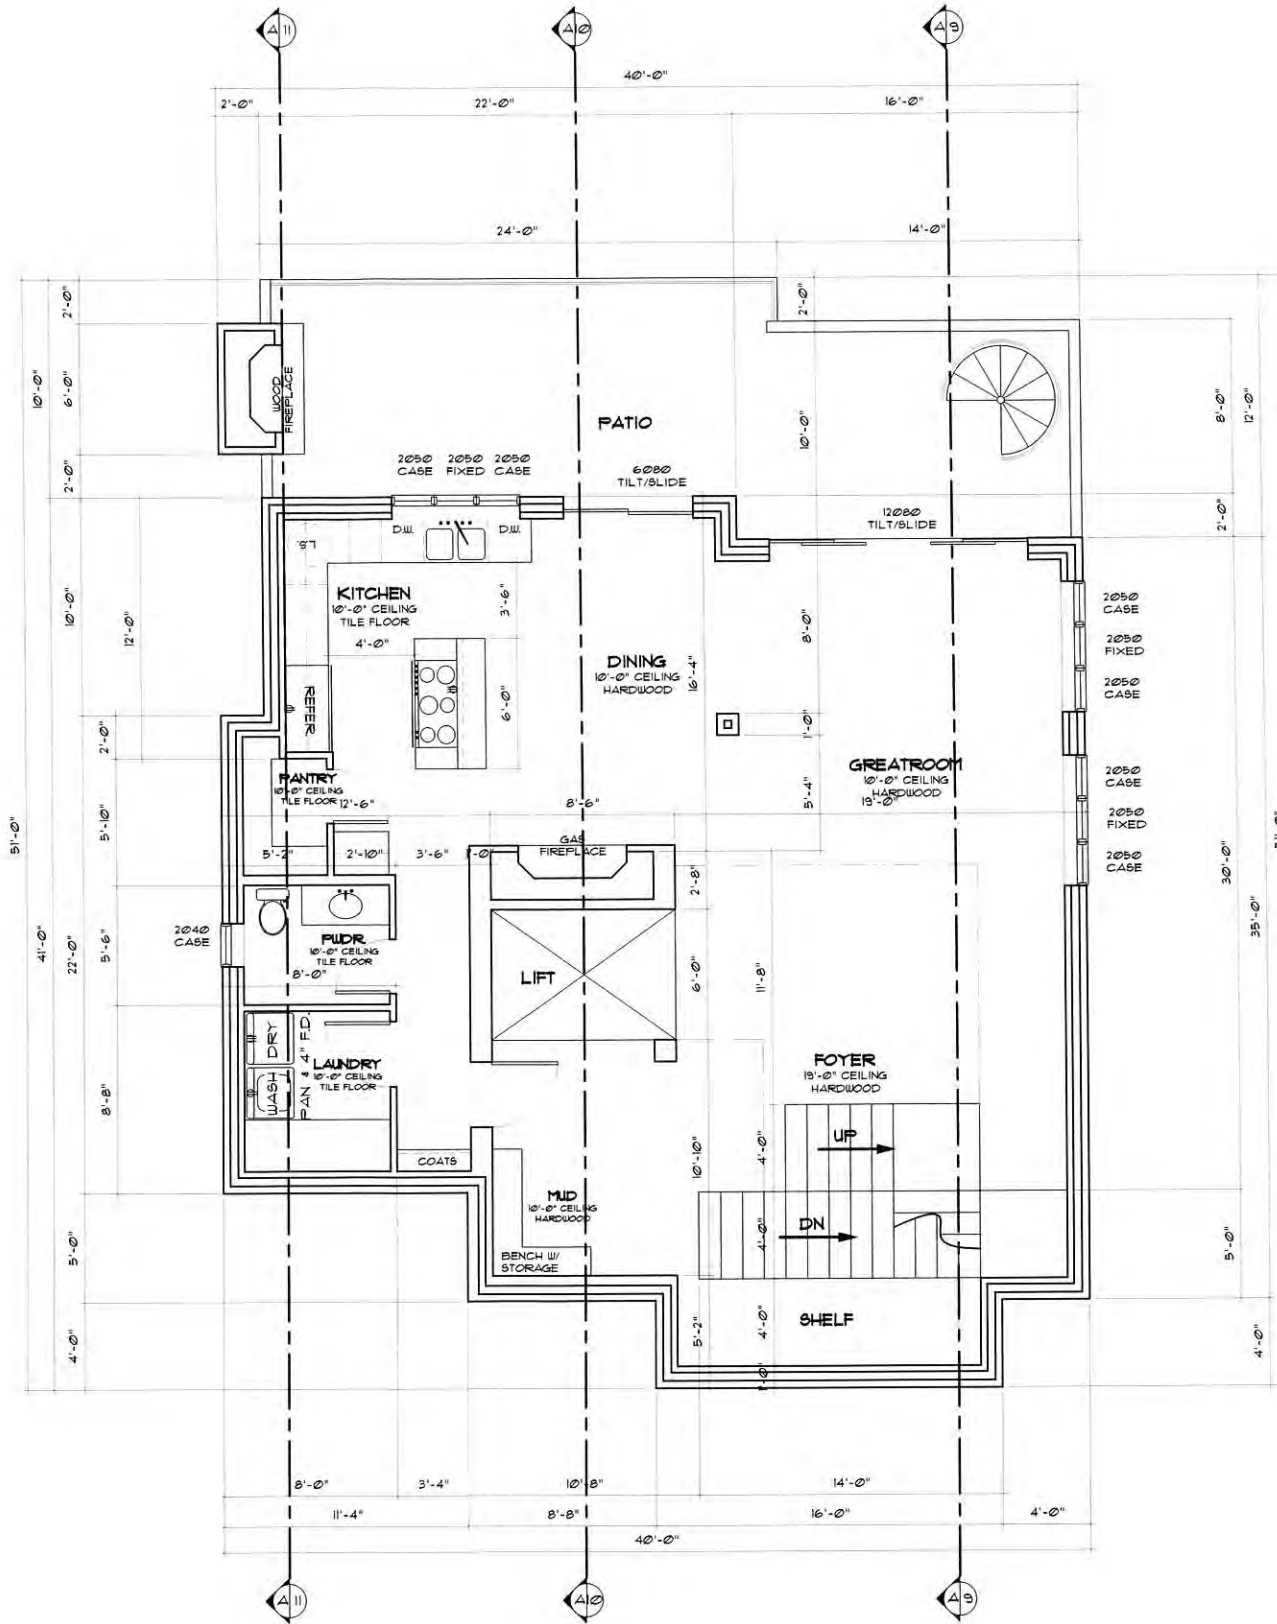 A 11
A10
A 9
40'-0"
2'-0"
22'-0"
16'-0"
24'-0"
14'-0"
2'-0"
10'-0"
6'-0"
2'-0"
WOOD
FIREPLACE
PATIO
2'-0"
10'-0"
8'-0"
12'-0"
2'-0"
2050
CASE
2050
FIXED
2050
CASE
6080
TILT/SLIDE
12080
TILT/SLIDE
D.W.
D.W.
L.S.
KITCHEN
10'-0" CEILING
TILE FLOOR
4'-0"
3'-6"
6'-0"
10'-0"
12'-0"
REFER
DINING
10'-0" CEILING
HARDWOOD
16'-4"
8'-0"
1'-0"
5'-4"
2050
CASE
2050
FIXED
2050
CASE
GREATROOM
10'-0" CEILING
HARDWOOD
19'-0"
2050
CASE
2050
FIXED
2050
CASE
2'-0"
5'-10"
PANTRY
10'-0" CEILING
TILE FLOOR
12'-6"
8'-6"
GAS
FIREPLACE
5'-2"
2'-10"
3'-6"
1'-0"
2'-8"
51'-0"
41'-0"
22'-0"
5'-6"
2040
CASE
PWDR
10'-0" CEILING
TILE FLOOR
8'-0"
LIFT
6'-0"
11'-8"
30'-0"
35'-0"
8'-8"
DRY
WASH
PAN & 4" F.D.
LAUNDRY
10'-0" CEILING
TILE FLOOR
FOYER
19'-0" CEILING
HARDWOOD
UP
DN
4'-0"
10'-10"
4'-0"
COATS
MUD
10'-0" CEILING
HARDWOOD
BENCH W/
STORAGE
5'-0"
5'-0"
4'-0"
SHELF
5'-2"
4'-0"
4'-0"
8'-0"
3'-4"
10'-8"
14'-0"
11'-4"
8'-8"
16'-0"
4'-0"
40'-0"
A 11
A10
A 9